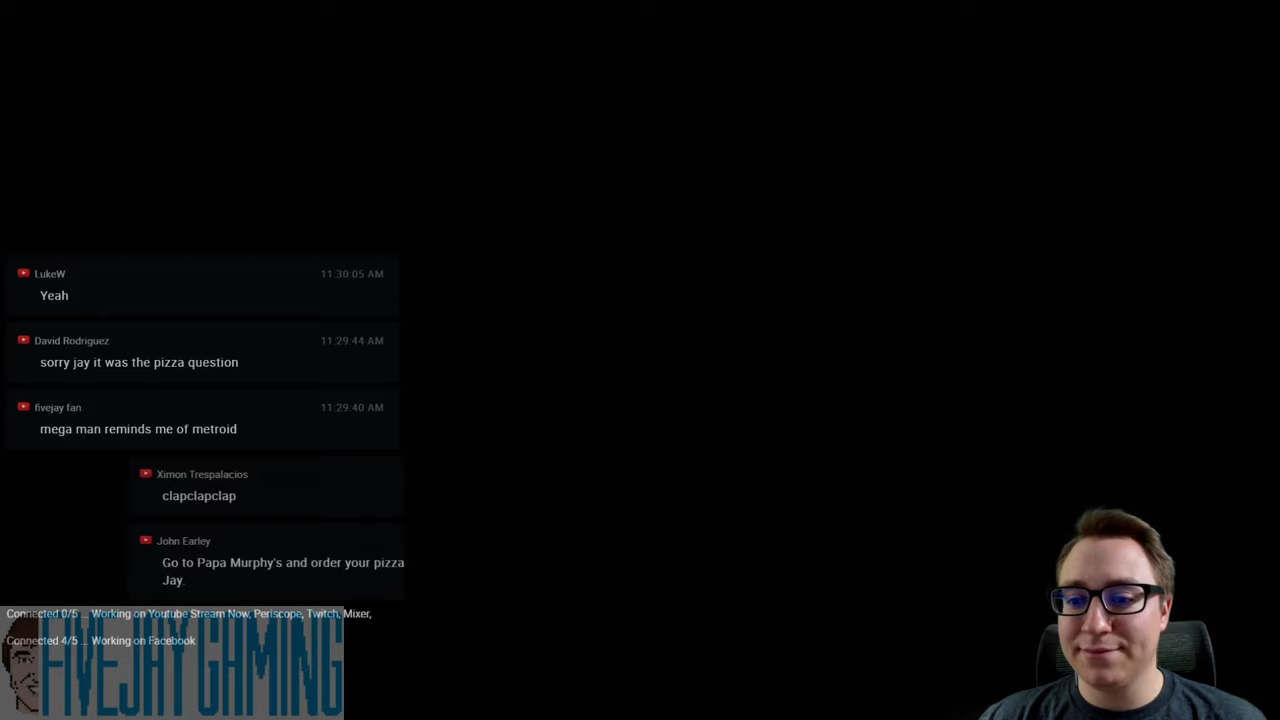 LukeW 11:30:05 AM
Yeah
David Rodriguez 11:29:44 AM
sorry jay it was the pizza question
fivejay fan 11:29:40 AM
mega man reminds me of metroid
Ximon Trespalacios
clapclapclap
John Earley
Go to Papa Murphy's and order your pizza
Jay.
Connected 0/5 ... Working on Youtube Stream Now, Periscope, Twitch, Mixer,
Connected 4/5 ... Working on Facebook
FIVEJAY GAMING